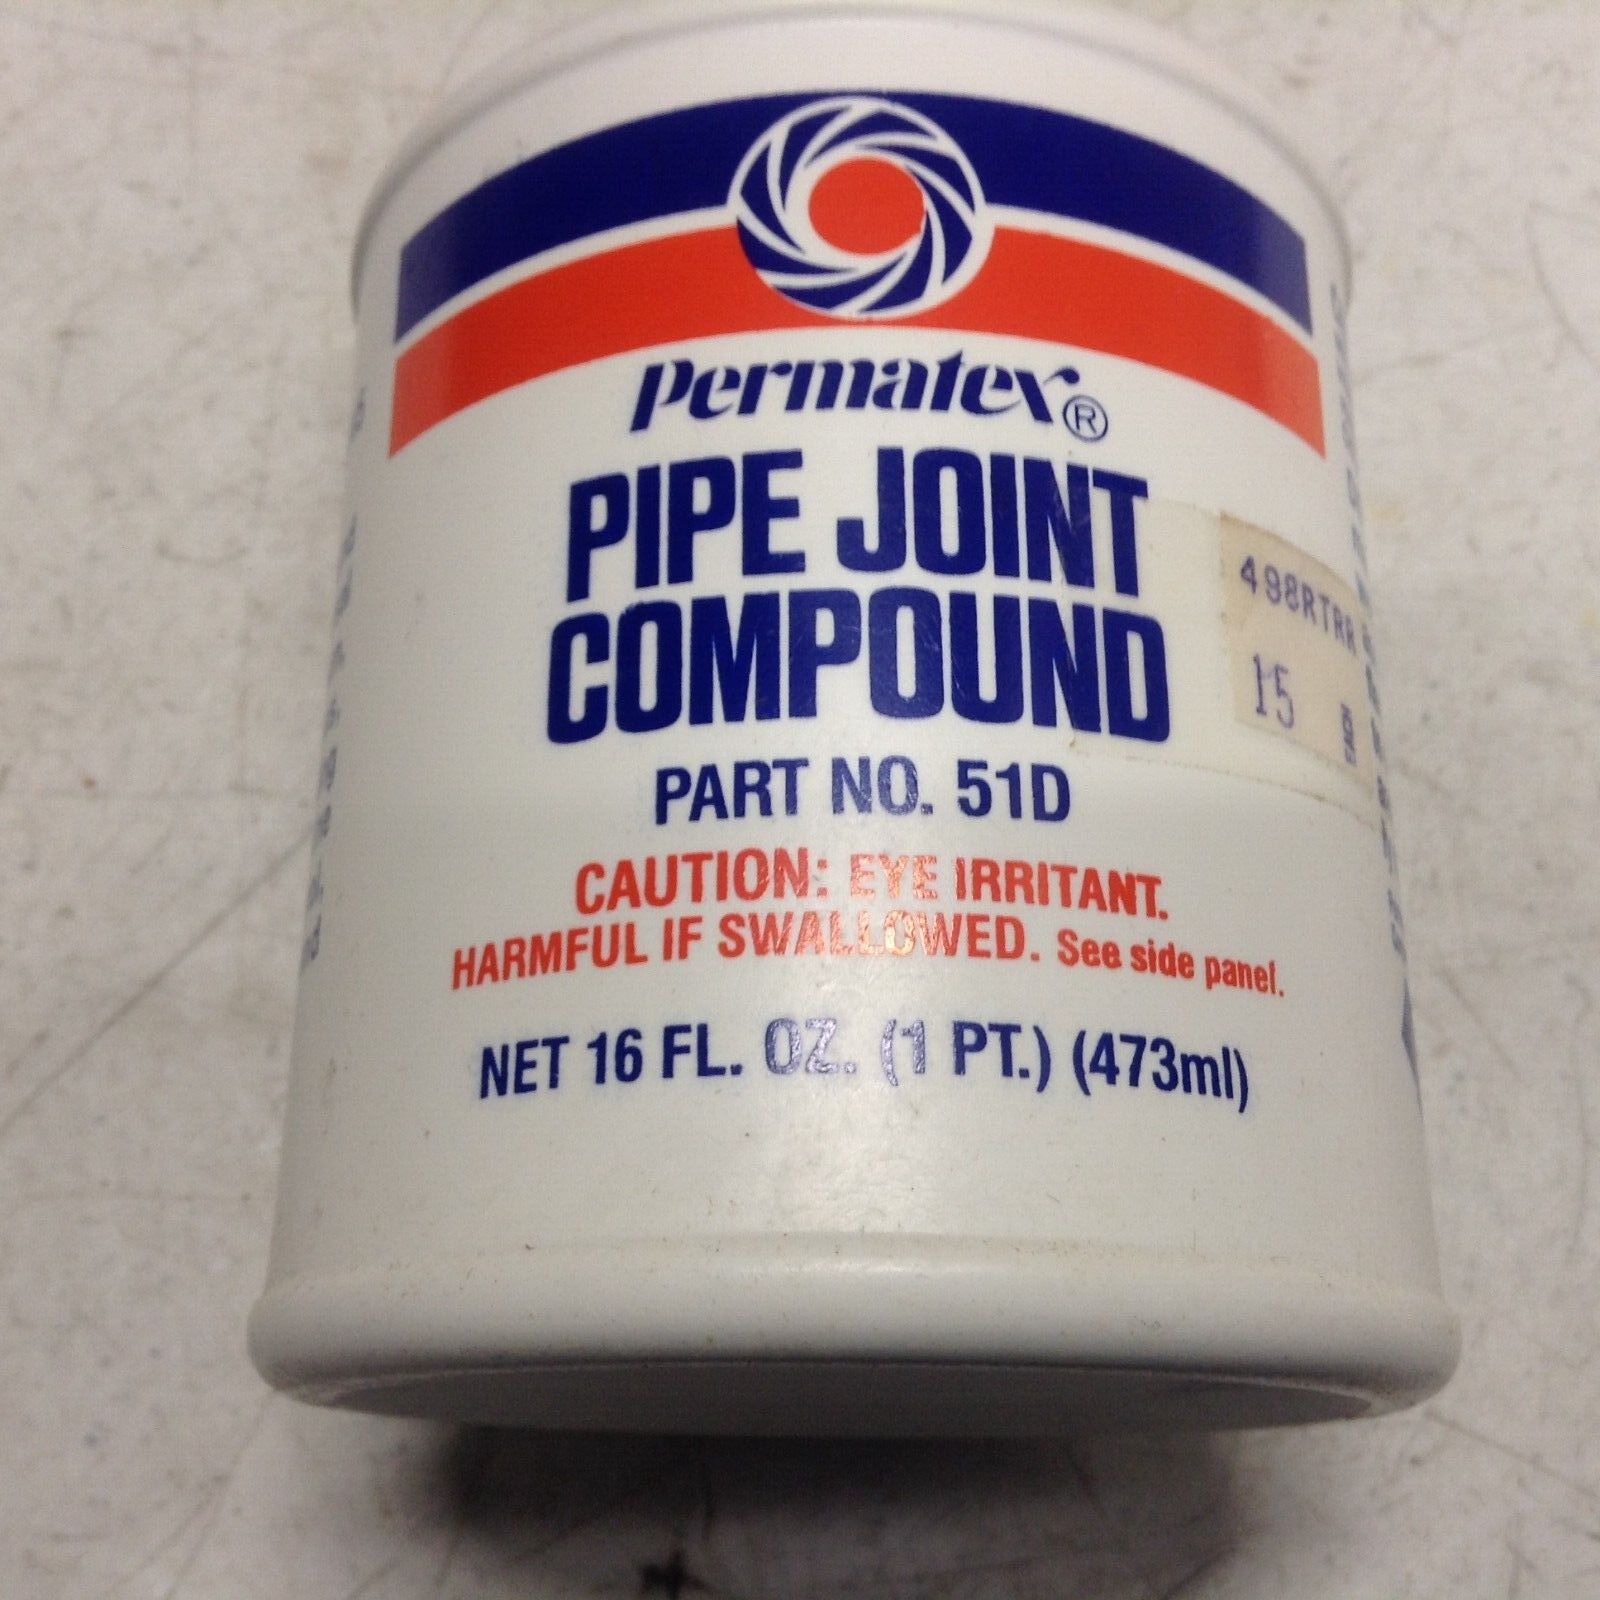 Permatex®
PIPE JOINT
COMPOUND
PART NO. 51D
CAUTION: EYE IRRITANT.
HARMFUL IF SWALLOWED. See side panel.
NET 16 FL. OZ. (1 PT.) (473ml)
498RTRR
15